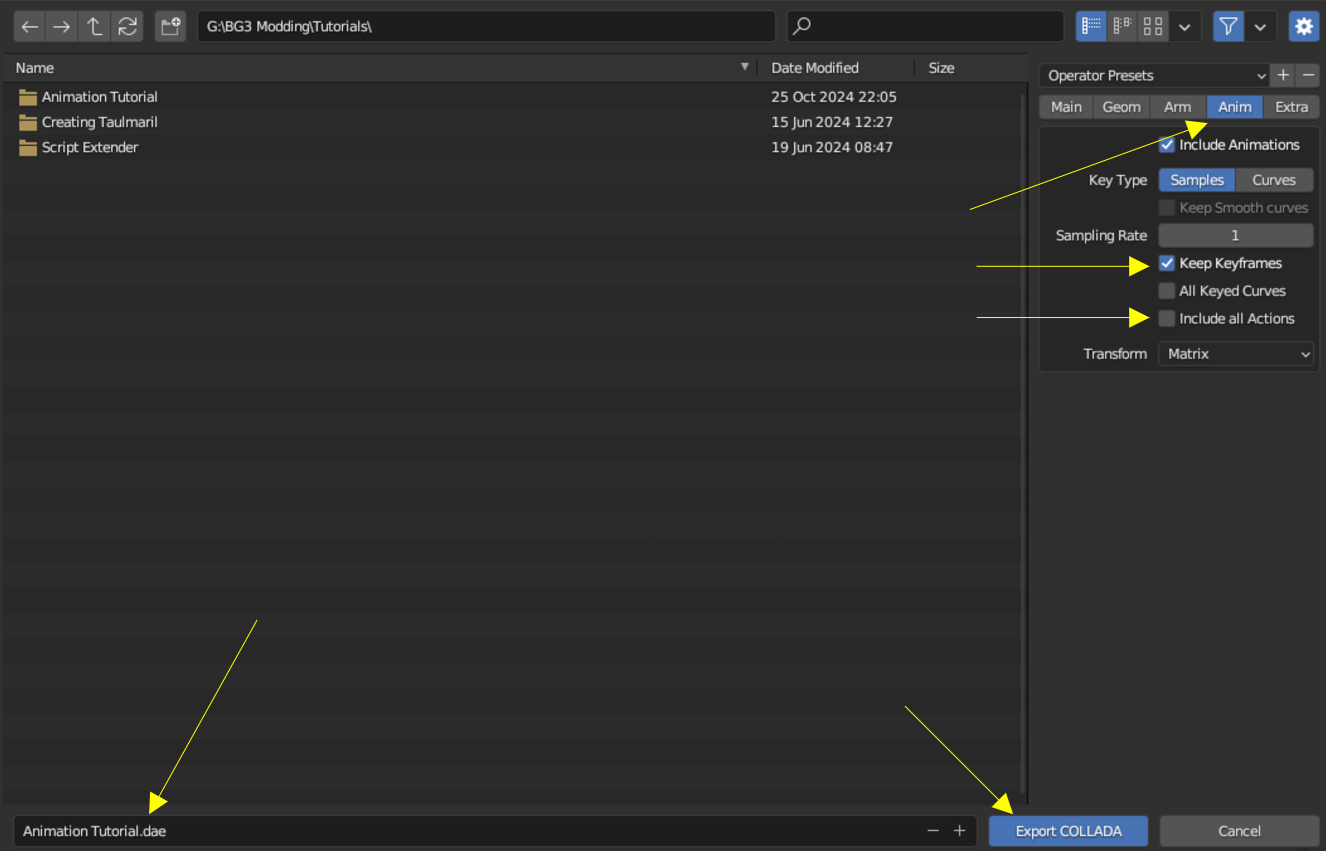 G:\BG3 Modding\Tutorials\
Name Date Modified Size
Animation Tutorial 25 Oct 2024 22:05
Creating Taulmaril 15 Jun 2024 12:27
Script Extender 19 Jun 2024 08:47
Operator Presets
Main Geom Arm Anim Extra
Include Animations
Key Type Samples Curves
Keep Smooth curves
Sampling Rate 1
Keep Keyframes
All Keyed Curves
Include all Actions
Transform Matrix
Animation Tutorial.dae
Export COLLADA Cancel